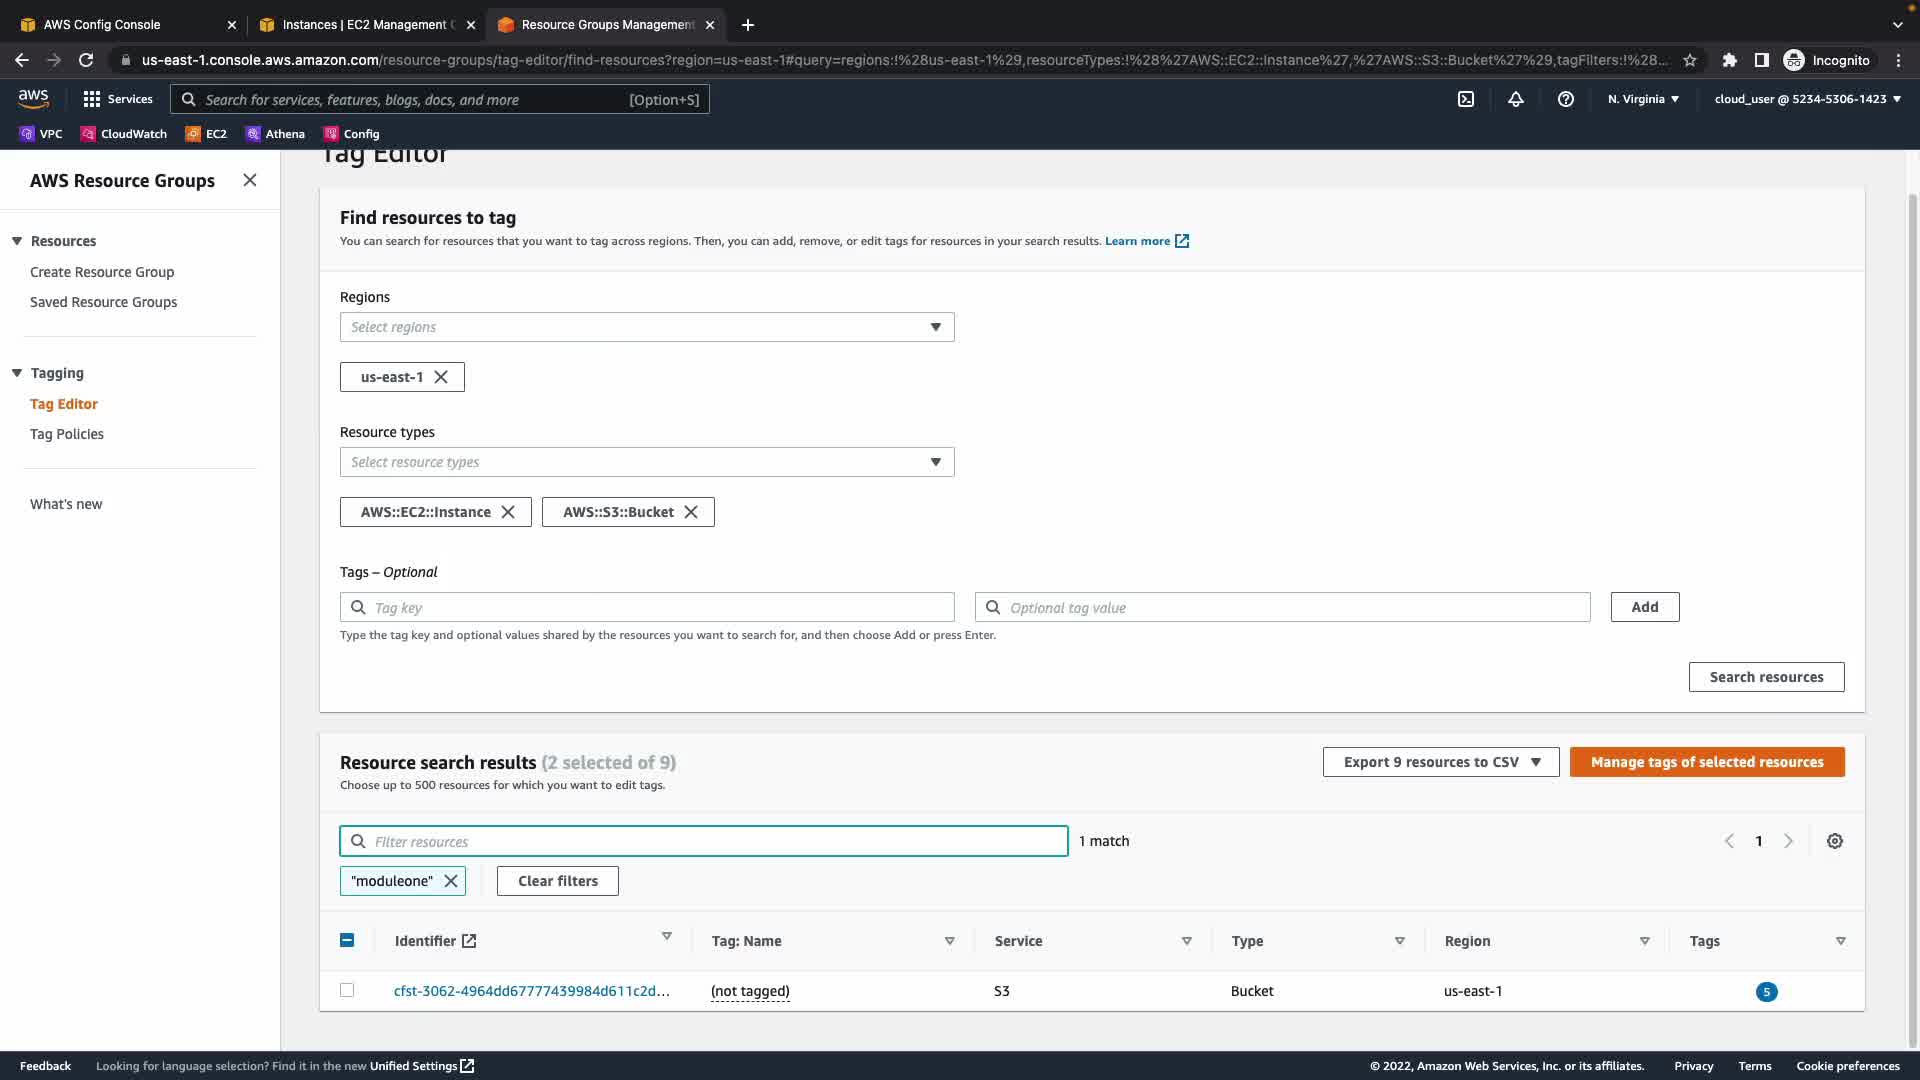 AWS Config Console
Instances | EC2 Management C
Resource Groups Management
us-east-1.console.aws.amazon.com/resource-groups/tag-editor/find-resources?region=us-east-1#query=regions:!%28us-east-1%29,resourceTypes:!%28%27AWS::EC2::Instance%27,%27AWS::S3::Bucket%27%29,tagFilters:!%28...
Incognito
aws
Services
Search for services, features, blogs, docs, and more
[Option+S]
N. Virginia
cloud_user @ 5234-5306-1423
VPC
CloudWatch
EC2
Athena
Config
Tag Editor
AWS Resource Groups
Resources
Create Resource Group
Saved Resource Groups
Tagging
Tag Editor
Tag Policies
What's new
Find resources to tag
You can search for resources that you want to tag across regions. Then, you can add, remove, or edit tags for resources in your search results. Learn more
Regions
Select regions
us-east-1
Resource types
Select resource types
AWS::EC2::Instance
AWS::S3::Bucket
Tags – Optional
Tag key
Optional tag value
Add
Type the tag key and optional values shared by the resources you want to search for, and then choose Add or press Enter.
Search resources
Resource search results (2 selected of 9)
Choose up to 500 resources for which you want to edit tags.
Export 9 resources to CSV
Manage tags of selected resources
Filter resources
1 match
1
"moduleone"
Clear filters
Identifier
Tag: Name
Service
Type
Region
Tags
cfst-3062-4964dd67777439984d611c2d...
(not tagged)
S3
Bucket
us-east-1
5
Feedback
Looking for language selection? Find it in the new Unified Settings
© 2022, Amazon Web Services, Inc. or its affiliates.
Privacy
Terms
Cookie preferences